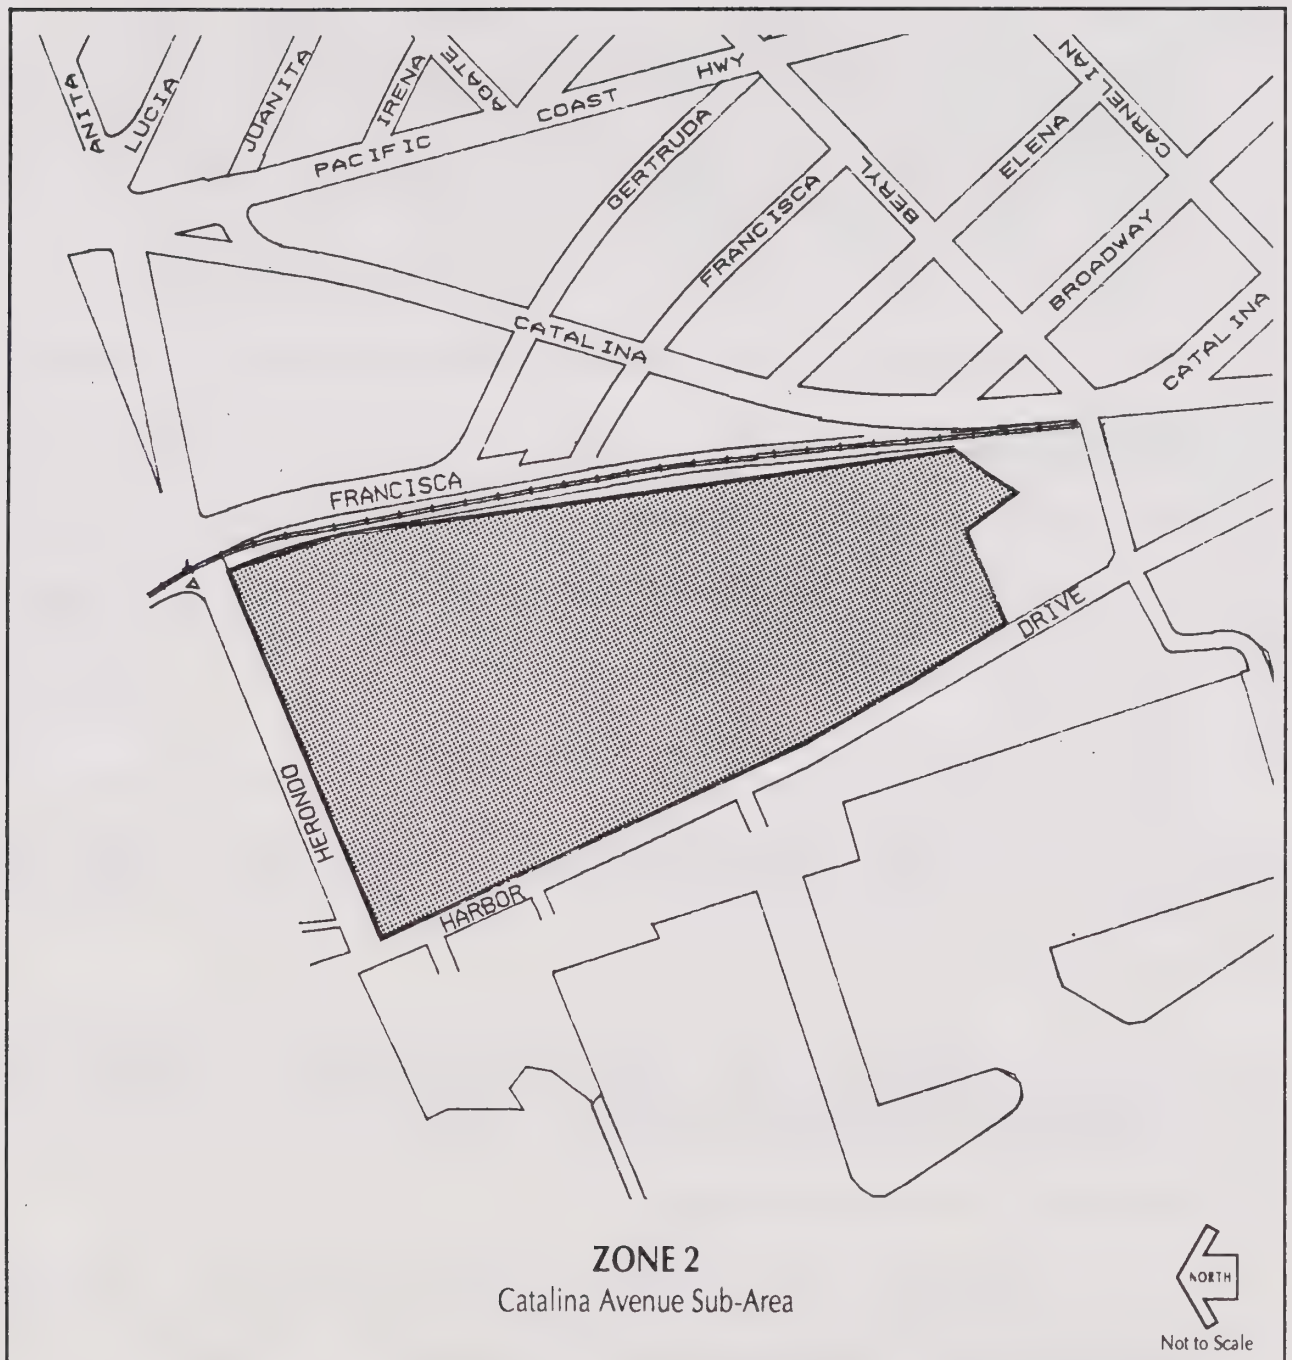 ANITA
LUCIA
JUANITA
IRENA
AGATE
PACIFIC COAST HWY
GERTRUDA
FRANCISCA
BERYL
ELENA
CARNELIAN
BROADWAY
CATALINA
CATALINA
FRANCISCA
HERONDO
HARBOR DRIVE
ZONE 2
Catalina Avenue Sub-Area
NORTH
Not to Scale